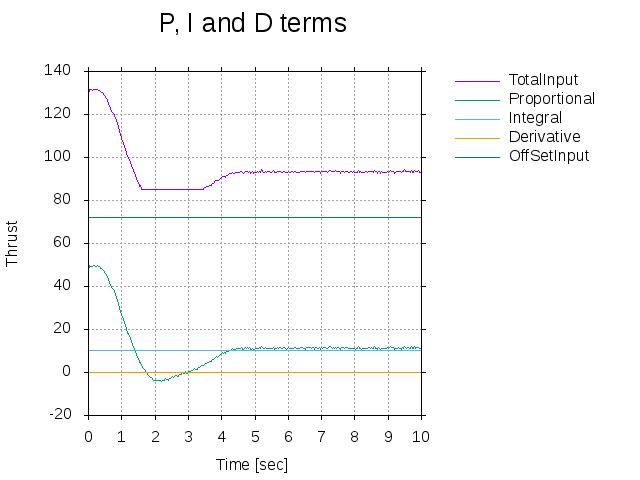 P, I and D terms
TotalInput
Proportional
Integral
Derivative
OffSetInput
Thrust
140
120
100
80
60
40
20
0
-20
0 1 2 3 4 5 6 7 8 9 10
Time [sec]